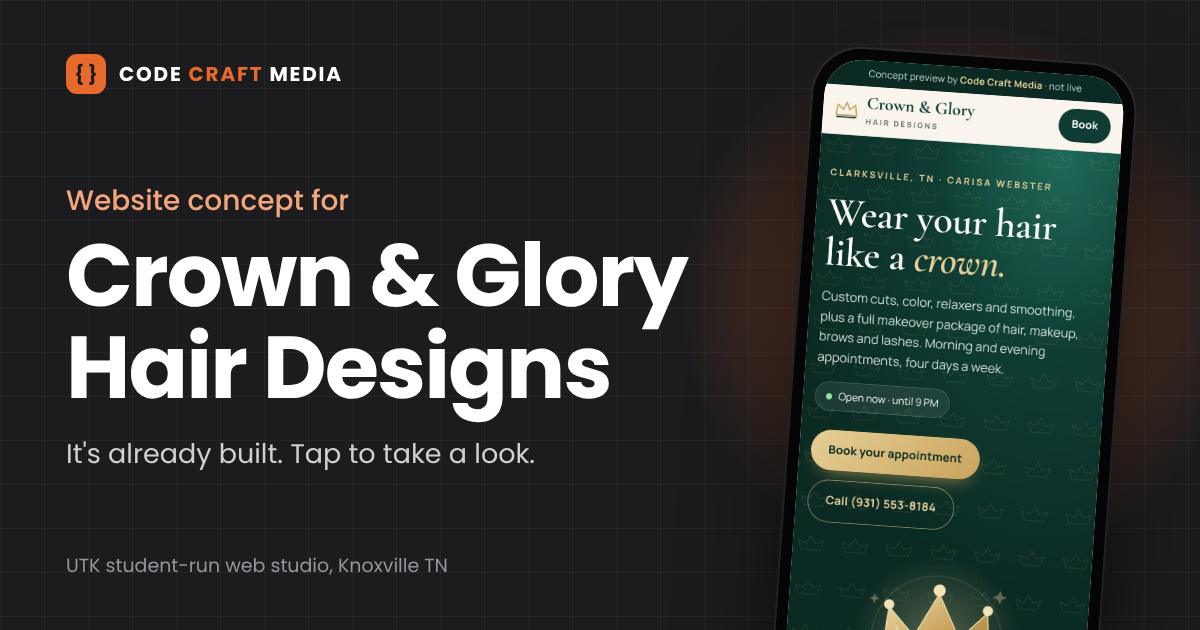 { } CODE CRAFT MEDIA
Website concept for
Crown & Glory
Hair Designs
It's already built. Tap to take a look.
UTK student-run web studio, Knoxville TN
Concept preview by Code Craft Media · not live
Crown & Glory
HAIR DESIGNS
Book
CLARKSVILLE, TN · CARISA WEBSTER
Wear your hair
like a crown.
Custom cuts, color, relaxers and smoothing,
plus a full makeover package of hair, makeup,
brows and lashes. Morning and evening
appointments, four days a week.
Open now · until 9 PM
Book your appointment
Call (931) 553-8184